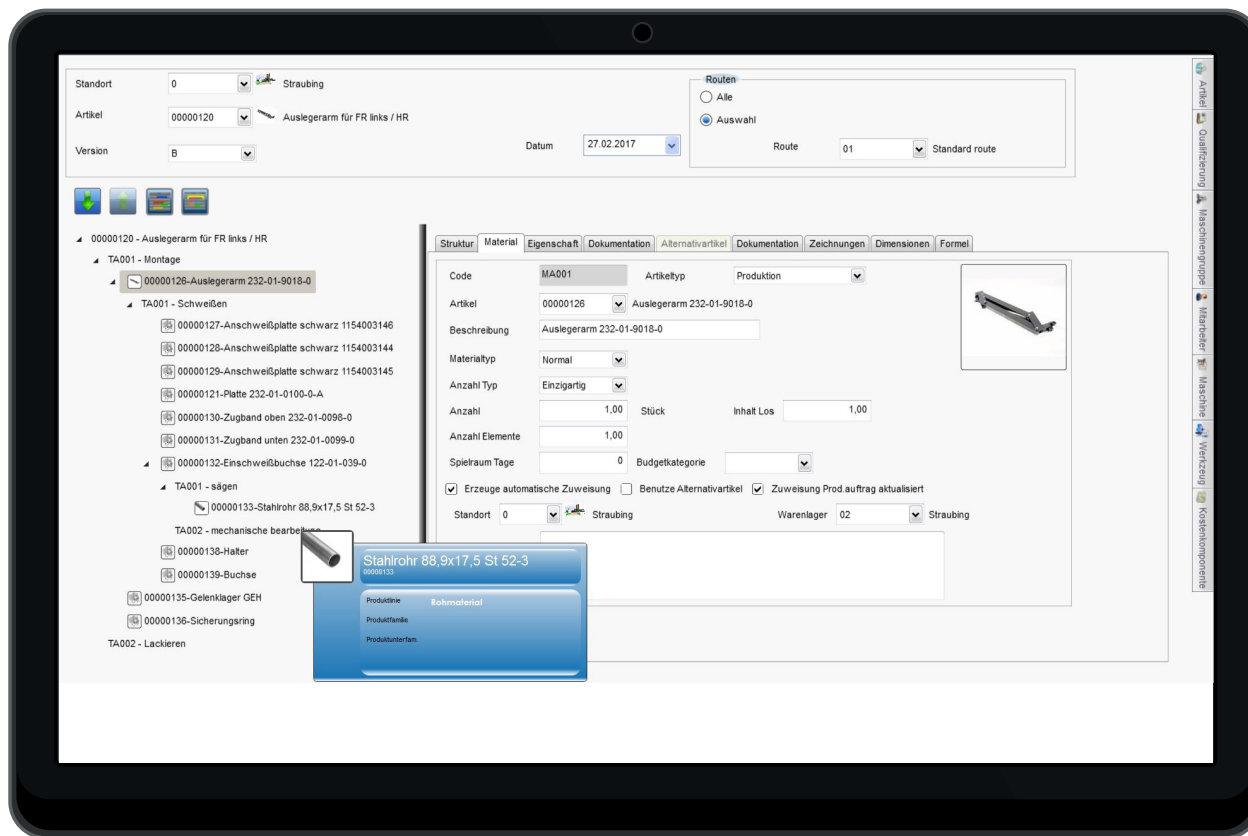 Standort 0 Straubing
Artikel 00000120 Auslegerarm für FR links / HR
Version B
Datum 27.02.2017
Routen
Alle
Auswahl
Route 01 Standard route
00000120 - Auslegerarm für FR links / HR
TA001 - Montage
00000126-Auslegerarm 232-01-9018-0
TA001 - Schweißen
00000127-Anschweißplatte schwarz 1154003146
00000128-Anschweißplatte schwarz 1154003144
00000129-Anschweißplatte schwarz 1154003145
00000121-Platte 232-01-0100-0-A
00000130-Zugband oben 232-01-0098-0
00000131-Zugband unten 232-01-0099-0
00000132-Einschweißbuchse 122-01-039-0
TA001 - sägen
00000133-Stahlrohr 88,9x17,5 St 52-3
TA002 - mechanische bearbeitung
00000138-Halter
00000139-Buchse
00000135-Gelenklager GEH
00000136-Sicherungsring
TA002 - Lackieren
Stahlrohr 88,9x17,5 St 52-3
00000133
Produktlinie Rohmaterial
Produktfamilie
Produktunterfam.
Struktur Material Eigenschaft Dokumentation Alternativartikel Dokumentation Zeichnungen Dimensionen Formel
Code MA001 Artikeltyp Produktion
Artikel 00000126 Auslegerarm 232-01-9018-0
Beschreibung Auslegerarm 232-01-9018-0
Materialtyp Normal
Anzahl Typ Einzigartig
Anzahl 1,00 Stück Inhalt Los 1,00
Anzahl Elemente 1,00
Spielraum Tage 0 Budgetkategorie
Erzeuge automatische Zuweisung Benutze Alternativartikel Zuweisung Prod.auftrag aktualisiert
Standort 0 Straubing Warenlager 02 Straubing
Artikel
Qualifizierung
Maschinengruppe
Mitarbeiter
Maschine
Werkzeug
Kostenkomponente